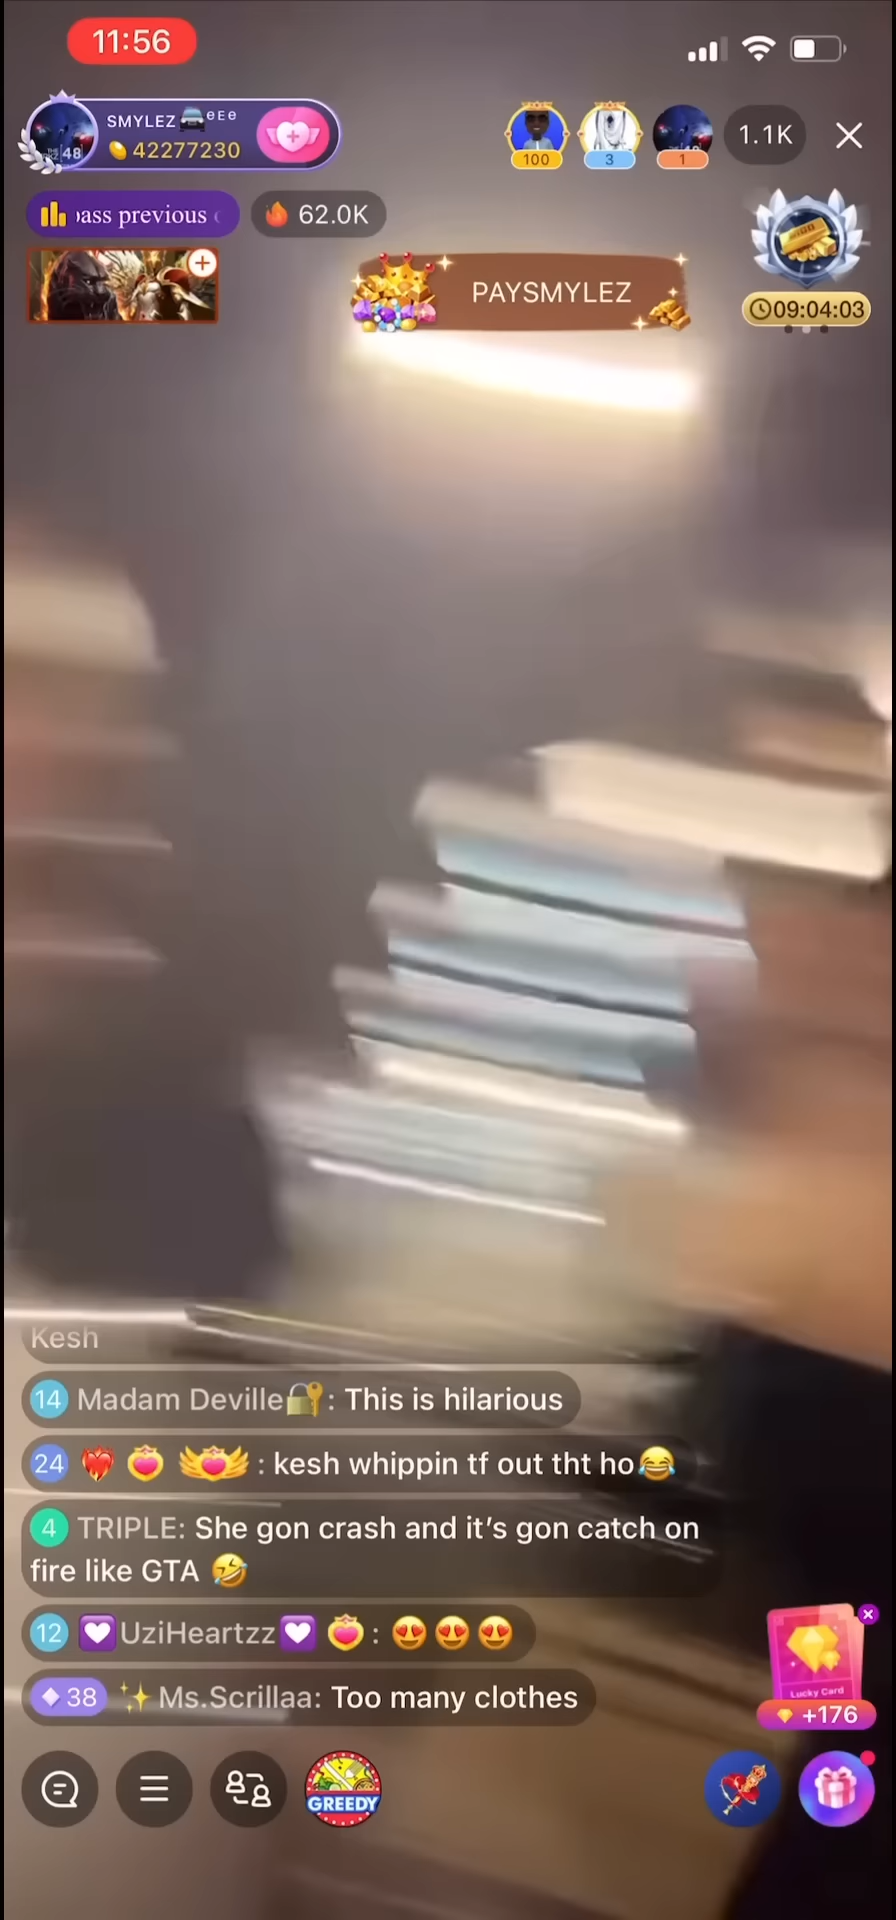 11:56
SMYLEZ🚘ᵉᴱᵉ
48
42277230
100
3
1
1.1K
pass previous
62.0K
PAYSMYLEZ
09:04:03
Kesh
14 Madam Deville🔐: This is hilarious
24 ❤️‍🔥 : kesh whippin tf out tht ho😂
4 TRIPLE: She gon crash and it’s gon catch on
fire like GTA 🤣
12 💜UziHeartzz💜 : 😍😍😍
38 ✨Ms.Scrillaa: Too many clothes
Lucky Card
+176
GREEDY